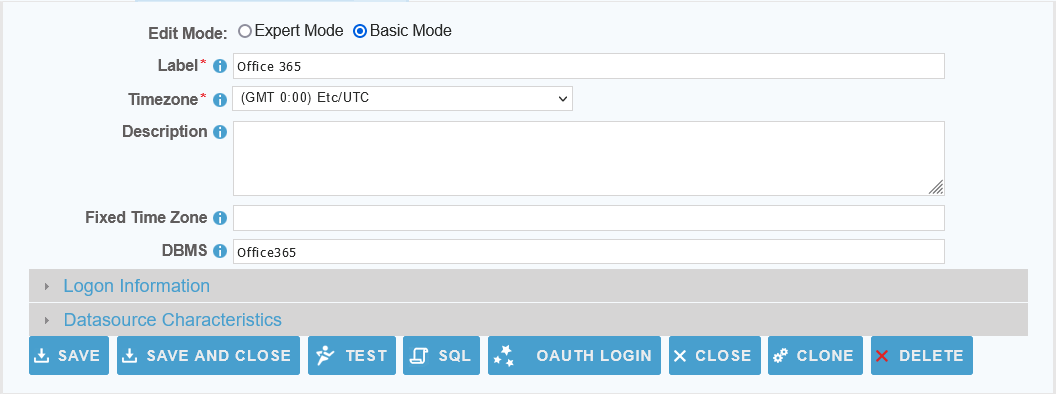 Edit Mode: Expert Mode Basic Mode
Label* Office 365
Timezone* (GMT 0:00) Etc/UTC
Description
Fixed Time Zone
DBMS Office365
Logon Information
Datasource Characteristics
SAVE SAVE AND CLOSE TEST SQL OAUTH LOGIN CLOSE CLONE DELETE